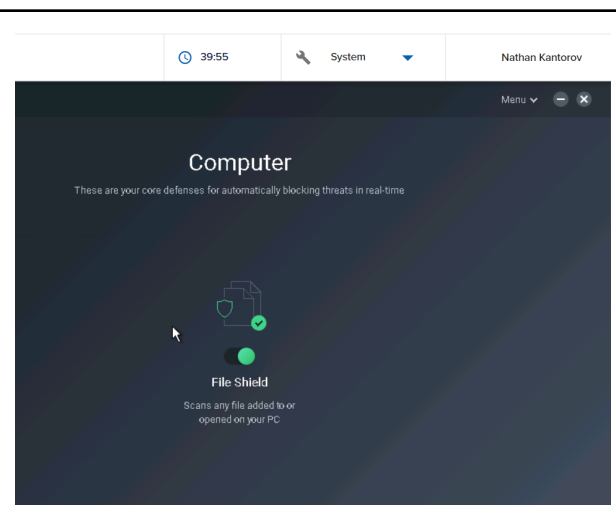 39:55
System
Nathan Kantorov
Menu
Computer
These are your core defenses for automatically blocking threats in real-time
File Shield
Scans any file added to or
opened on your PC